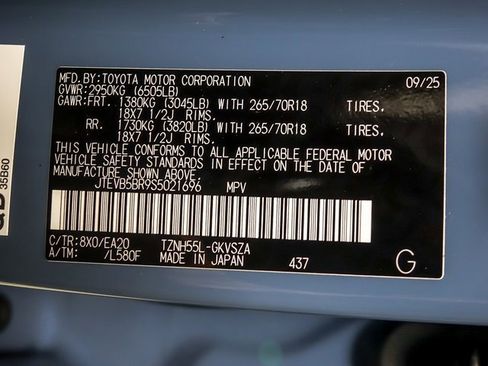 MFD.BY:TOYOTA MOTOR CORPORATION 09/25
GVWR:2950KG (6505LB)
GAWR:FRT. 1380KG (3045LB) WITH 265/70R18 TIRES.
18X7 1/2J RIMS.
RR. 1730KG (3820LB) WITH 265/70R18 TIRES.
18X7 1/2J RIMS.
THIS VEHICLE CONFORMS TO ALL APPLICABLE FEDERAL MOTOR
VEHICLE SAFETY STANDARDS IN EFFECT ON THE DATE OF
MANUFACTURE SHOWN ABOVE.
JTEVB5BR9S5021696 MPV
C/TR:8X0/EA20 TZNH55L-GKVSZA
A/TM: /L580F MADE IN JAPAN 437 G
35B60